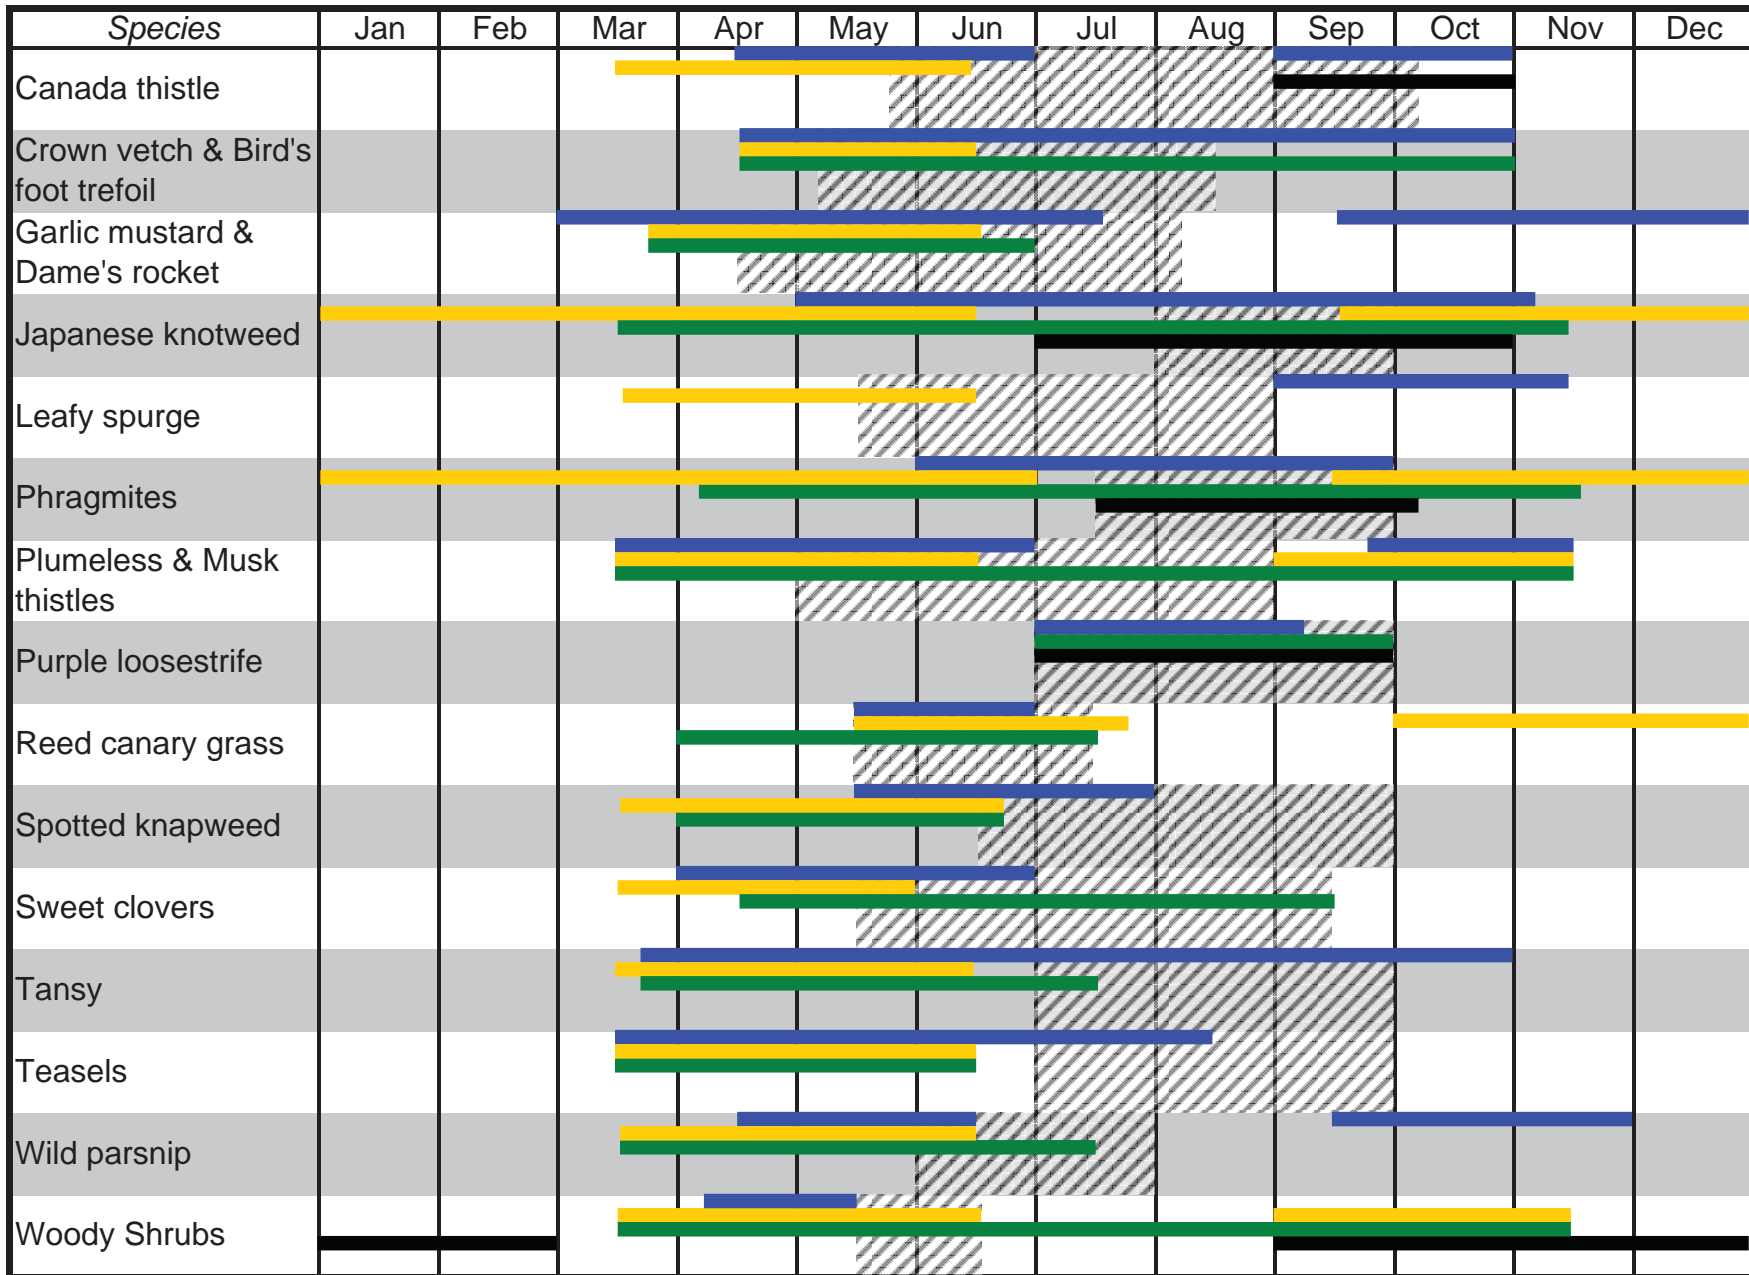 Species Jan Feb Mar Apr May Jun Jul Aug Sep Oct Nov Dec
Canada thistle
Crown vetch & Bird's
foot trefoil
Garlic mustard &
Dame's rocket
Japanese knotweed
Leafy spurge
Phragmites
Plumeless & Musk
thistles
Purple loosestrife
Reed canary grass
Spotted knapweed
Sweet clovers
Tansy
Teasels
Wild parsnip
Woody Shrubs